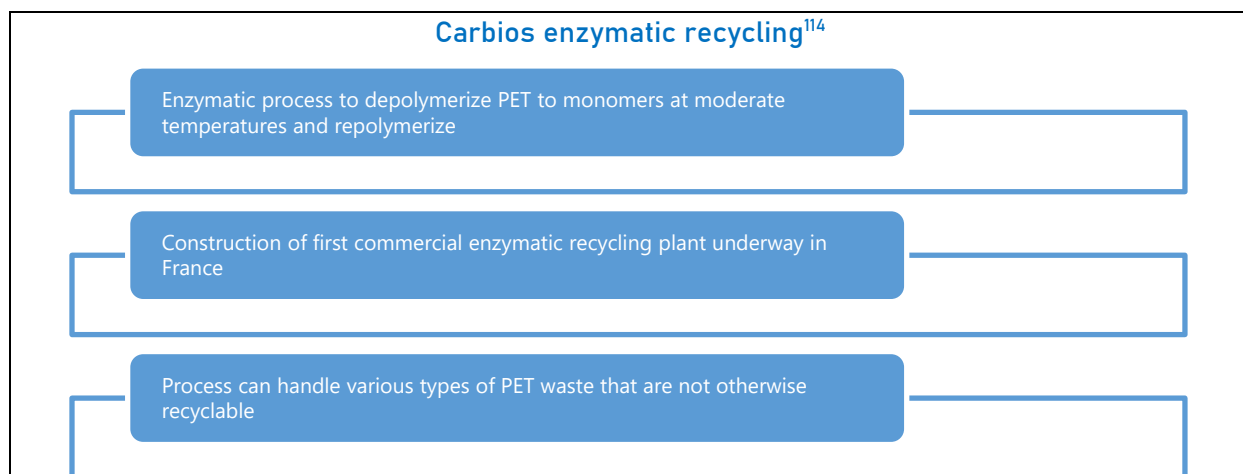 Carbios enzymatic recycling114
Enzymatic process to depolymerize PET to monomers at moderate
temperatures and repolymerize
Construction of first commercial enzymatic recycling plant underway in
France
Process can handle various types of PET waste that are not otherwise
recyclable